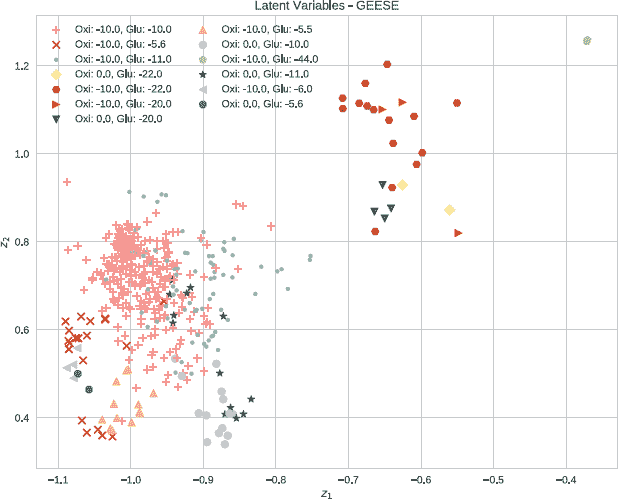 Latent Variables - GEESE
Oxi: -10.0, Glu: -10.0
Oxi: -10.0, Glu: -5.6
Oxi: -10.0, Glu: -11.0
Oxi: 0.0, Glu: -22.0
Oxi: -10.0, Glu: -22.0
Oxi: -10.0, Glu: -20.0
Oxi: 0.0, Glu: -20.0
Oxi: -10.0, Glu: -5.5
Oxi: 0.0, Glu: -10.0
Oxi: -10.0, Glu: -44.0
Oxi: 0.0, Glu: -11.0
Oxi: -10.0, Glu: -6.0
Oxi: 0.0, Glu: -5.6
1.2
1.0
0.8
0.6
0.4
z₂
−1.1 −1.0 −0.9 −0.8 −0.7 −0.6 −0.5 −0.4
z₁